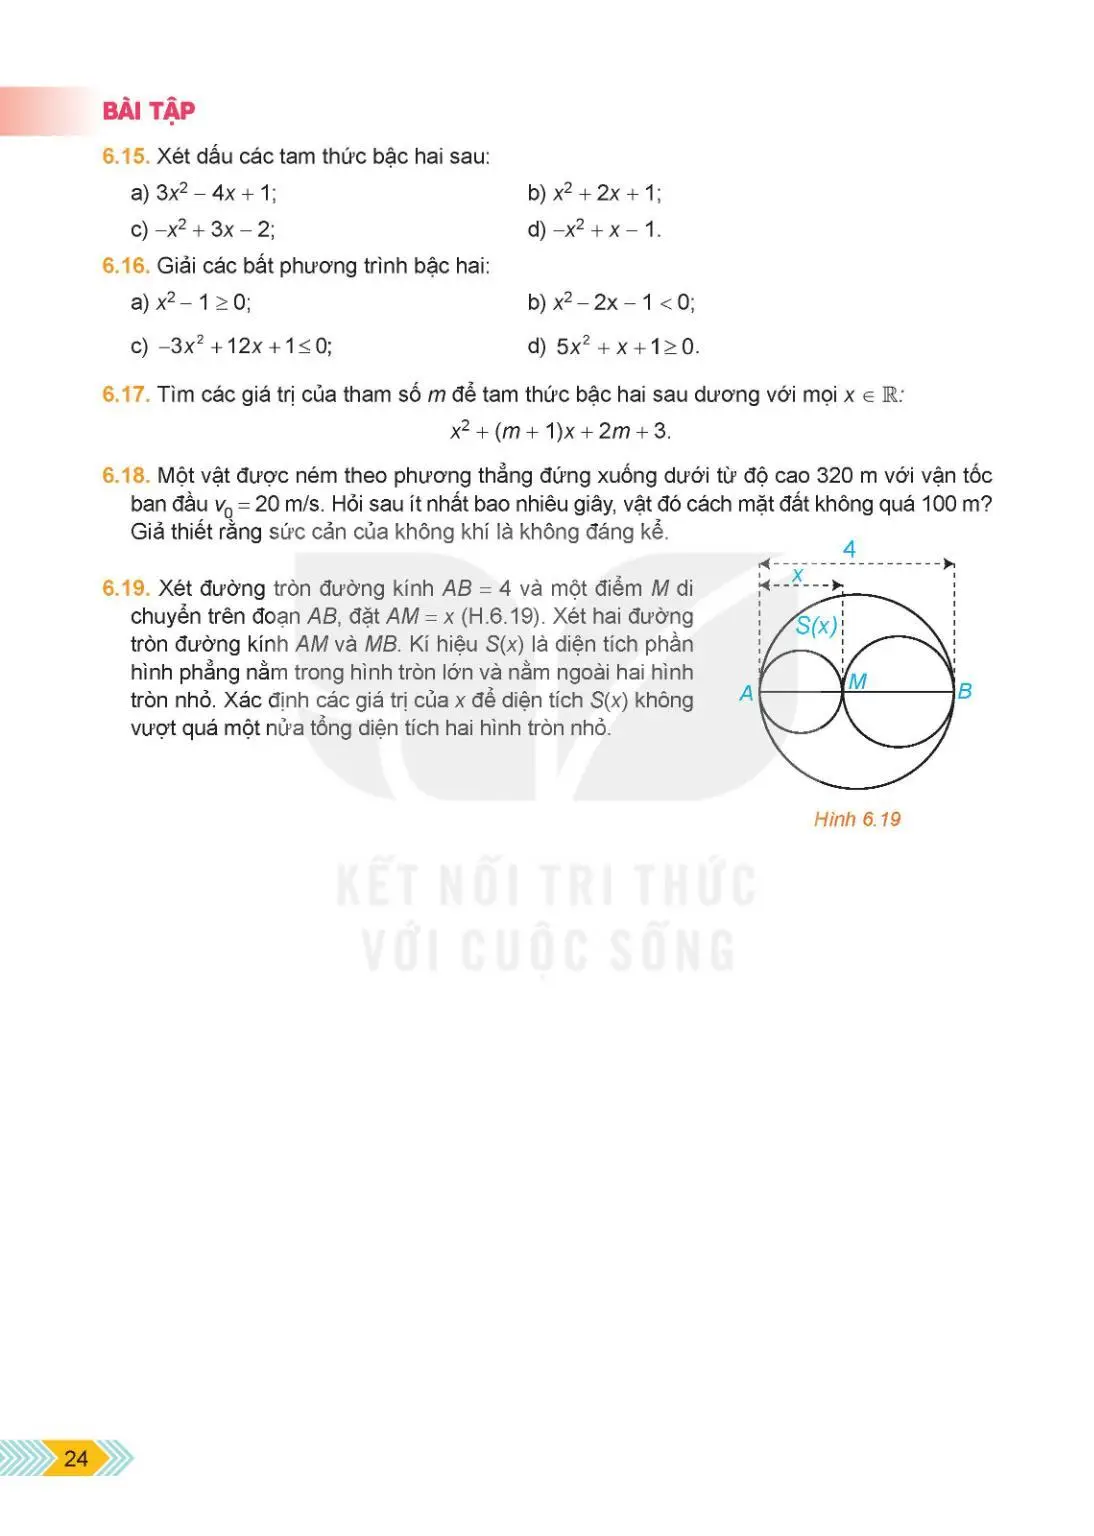 BÀI TẬP
6.15. Xét dấu các tam thức bậc hai sau:
a) 3x² – 4x + 1;
b) x² + 2x + 1;
c) –x² + 3x – 2;
d) –x² + x – 1.
6.16. Giải các bất phương trình bậc hai:
a) x² – 1 ≥ 0;
b) x² – 2x – 1 < 0;
c) –3x² + 12x + 1 ≤ 0;
d) 5x² + x + 1 ≥ 0.
6.17. Tìm các giá trị của tham số m để tam thức bậc hai sau dương với mọi x ∈ ℝ:
x² + (m + 1)x + 2m + 3.
6.18. Một vật được ném theo phương thẳng đứng xuống dưới từ độ cao 320 m với vận tốc
ban đầu v₀ = 20 m/s. Hỏi sau ít nhất bao nhiêu giây, vật đó cách mặt đất không quá 100 m?
Giả thiết rằng sức cản của không khí là không đáng kể.
6.19. Xét đường tròn đường kính AB = 4 và một điểm M di
chuyển trên đoạn AB, đặt AM = x (H.6.19). Xét hai đường
tròn đường kính AM và MB. Kí hiệu S(x) là diện tích phần
hình phẳng nằm trong hình tròn lớn và nằm ngoài hai hình
tròn nhỏ. Xác định các giá trị của x để diện tích S(x) không
vượt quá một nửa tổng diện tích hai hình tròn nhỏ.
4
x
S(x)
A
M
B
Hình 6.19
KẾT NỐI TRI THỨC
VỚI CUỘC SỐNG
24